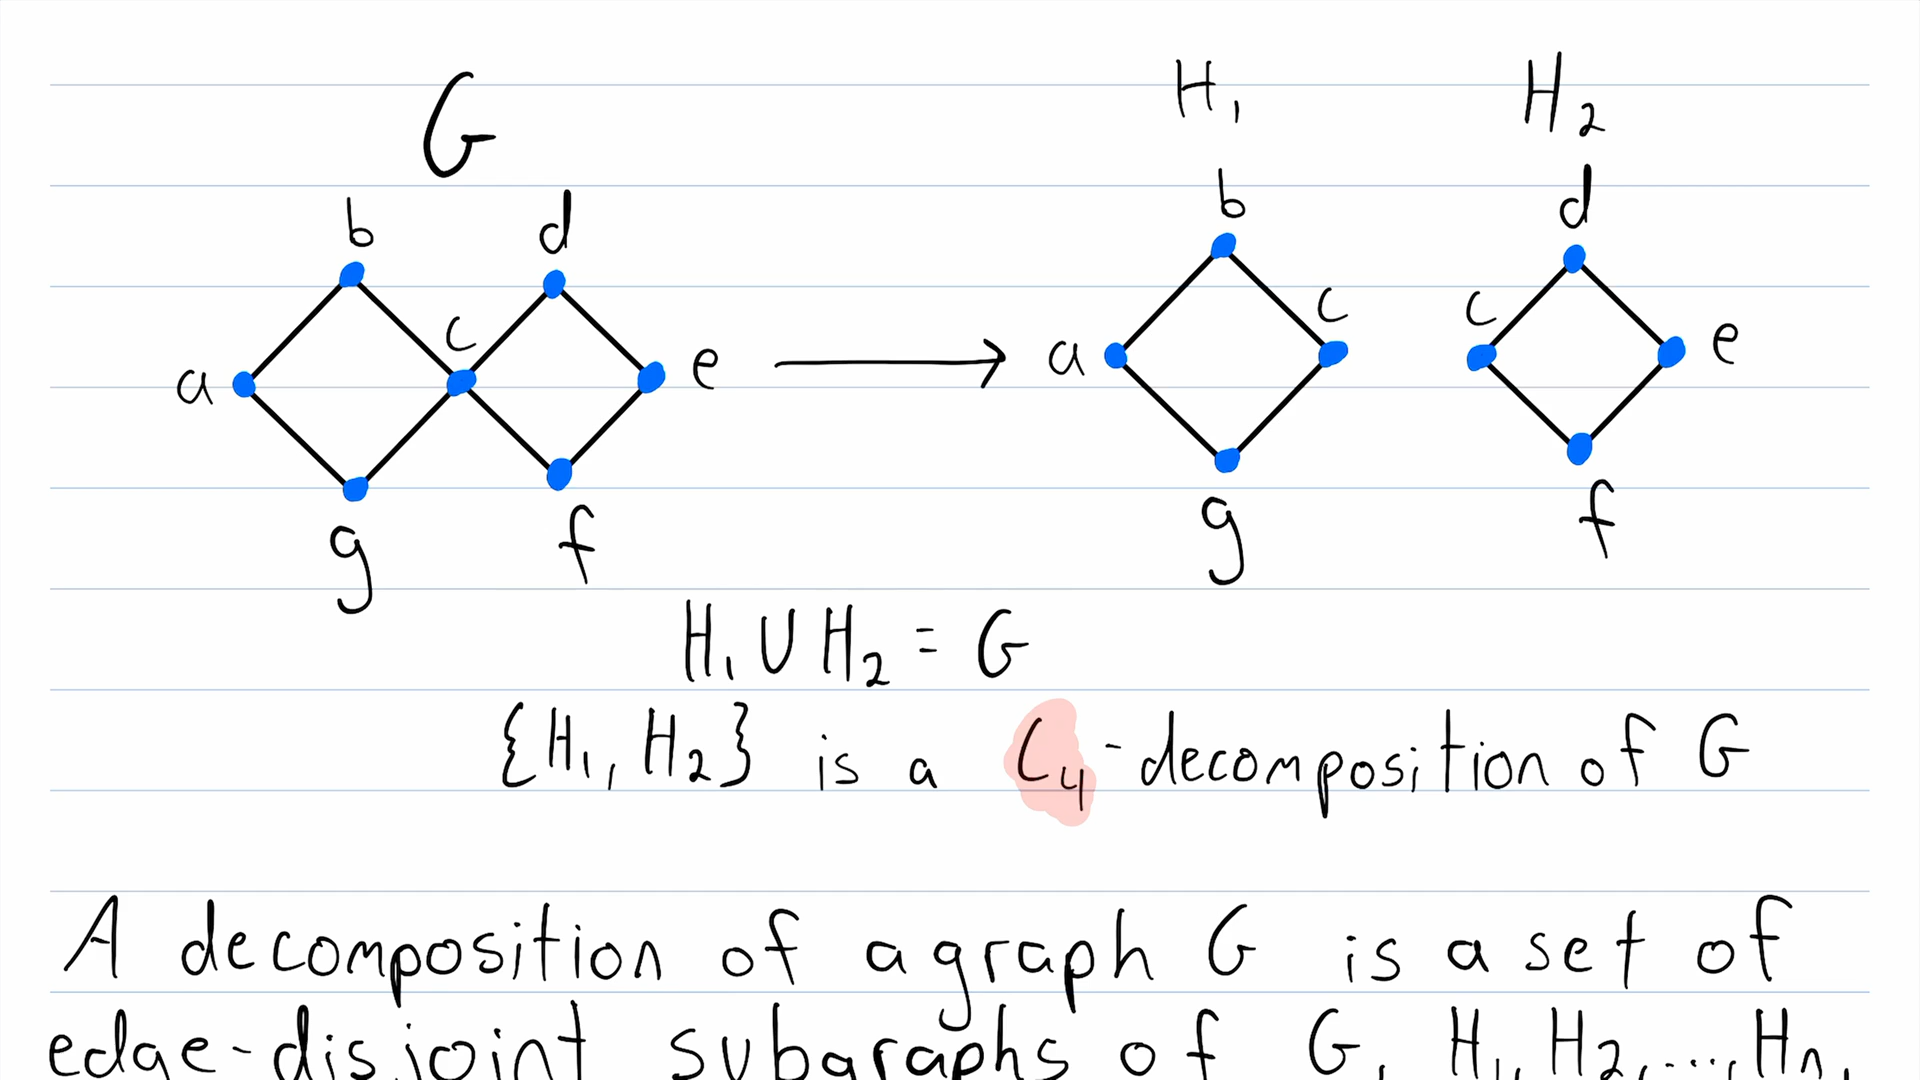 G
H₁ H₂
b d
c
a e
g f
b d
c c
a e
g f
H₁ ∪ H₂ = G
{H₁, H₂} is a C₄-decomposition of G
A decomposition of a graph G is a set of
edge-disjoint subgraphs of G, H₁, H₂,...,Hn,